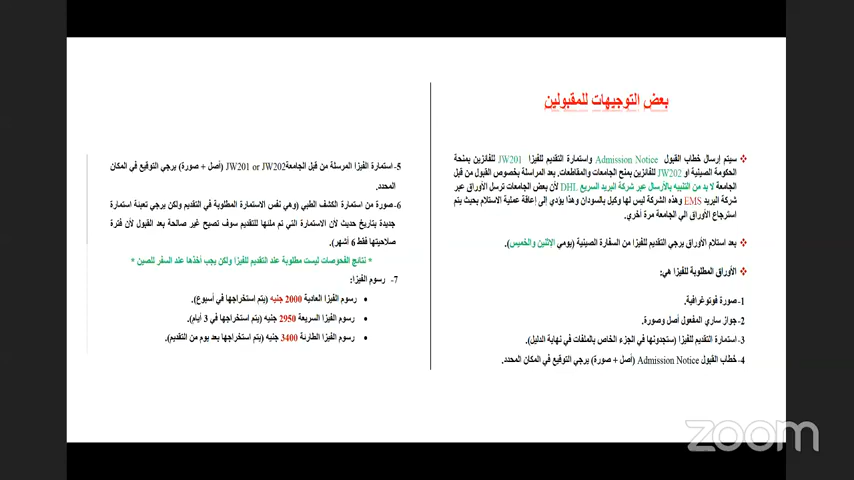 بعض التوجيهات للمقبولين
❖ سيتم إرسال خطاب القبول Admission Notice واستمارة التقديم للفيزا JW201 للفائزين بمنحة
الحكومة الصينية او JW202 للفائزين بمنح الجامعات والمقاطعات. بعد المراسلة بخصوص القبول من قبل
الجامعة لا بد من التنبيه بالأرسال عبر شركة البريد السريع DHL لأن بعض الجامعات ترسل الأوراق عبر
شركة البريد EMS وهذه الشركة ليس لها وكيل بالسودان وهذا يؤدي إلى إعاقة عملية الاستلام بحيث يتم
استرجاع الأوراق الي الجامعة مرة أخري.
❖ بعد استلام الأوراق يرجي التقديم للفيزا من السفارة الصينية (يومي الإثنين والخميس).
❖ الأوراق المطلوبة للفيزا هي:
1-صورة فوتوغرافية.
2-جواز ساري المفعول أصل وصورة.
3-استمارة التقديم للفيزا (ستجدونها في الجزء الخاص بالملفات في نهاية الدليل).
4-خطاب القبول Admission Notice (أصل + صورة) يرجي التوقيع في المكان المحدد.
5-استمارة الفيزا المرسلة من قبل الجامعةJW201 or JW202 (أصل + صورة) يرجي التوقيع في المكان
المحدد.
6-صورة من استمارة الكشف الطبي (وهي نفس الاستمارة المطلوبة في التقديم ولكن يرجي تعبئة استمارة
جديدة بتاريخ حديث لأن الاستمارة التي تم ملئها للتقديم سوف تصبح غير صالحة بعد القبول لأن فترة
صلاحيتها فقط 6 أشهر).
* نتائج الفحوصات ليست مطلوبة عند التقديم للفيزا ولكن يجب أخذها عند السفر للصين *
7- رسوم الفيزا:
• رسوم الفيزا العادية 2000 جنيه (يتم استخراجها في أسبوع).
• رسوم الفيزا السريعة 2950 جنيه (يتم استخراجها في 3 أيام).
• رسوم الفيزا الطارئة 3400 جنيه (يتم استخراجها بعد يوم من التقديم).
zoom